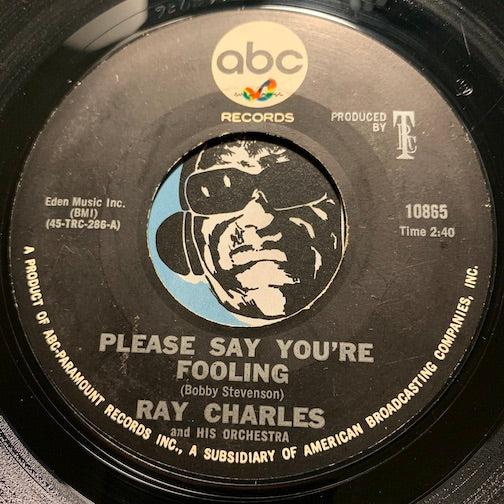 abc
RECORDS
PRODUCED
BY TRC
Eden Music Inc.
(BMI)
(45-TRC-286-A)
10865
Time 2:40
PLEASE SAY YOU'RE
FOOLING
(Bobby Stevenson)
RAY CHARLES
and HIS ORCHESTRA
A PRODUCT OF ABC-PARAMOUNT RECORDS INC., A SUBSIDIARY OF AMERICAN BROADCASTING COMPANIES, INC.